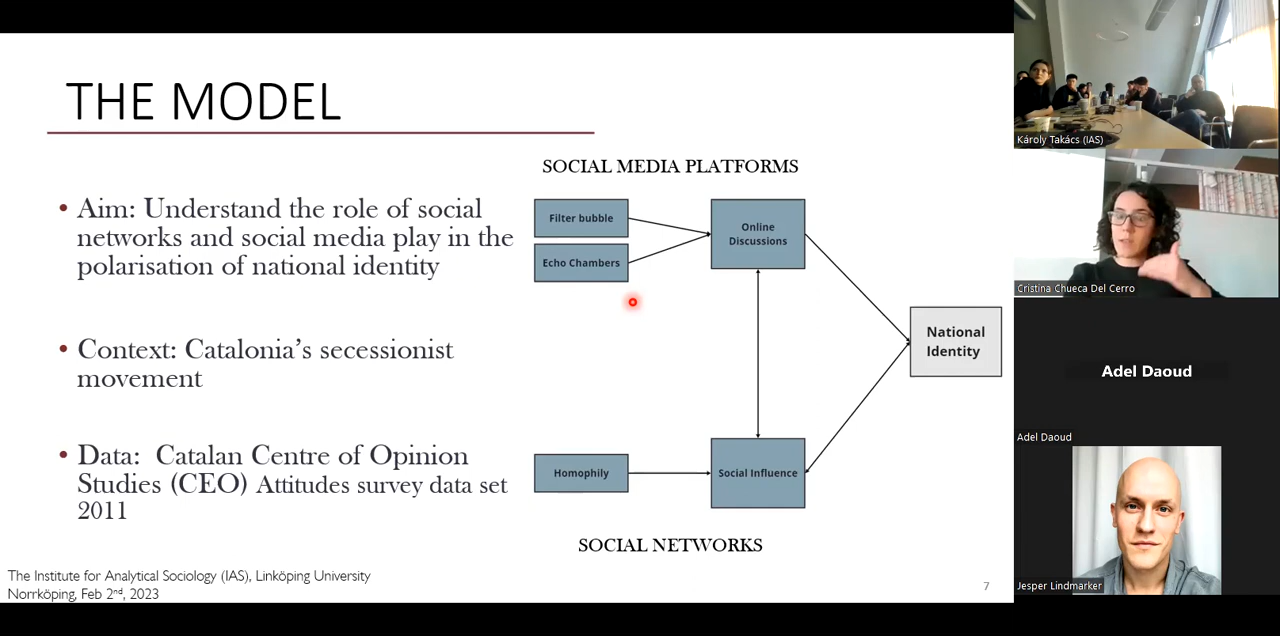 THE MODEL
• Aim: Understand the role of social
networks and social media play in the
polarisation of national identity
• Context: Catalonia's secessionist
movement
• Data: Catalan Centre of Opinion
Studies (CEO) Attitudes survey data set
2011
SOCIAL MEDIA PLATFORMS
Filter bubble
Echo Chambers
Online
Discussions
National
Identity
Homophily
Social Influence
SOCIAL NETWORKS
The Institute for Analytical Sociology (IAS), Linköping University
Norrköping, Feb 2nd, 2023
7
Károly Takács (IAS)
Cristina Chueca Del Cerro
Adel Daoud
Adel Daoud
Jesper Lindmarker